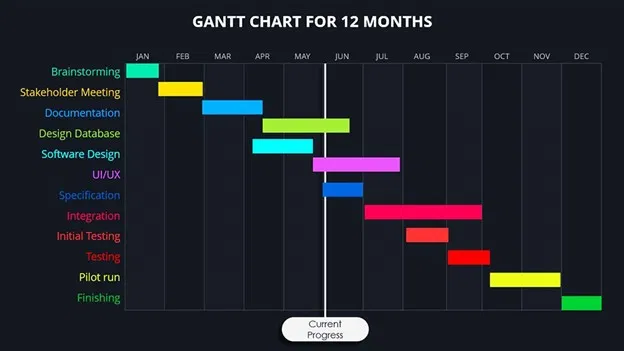 GANTT CHART FOR 12 MONTHS
JAN FEB MAR APR MAY JUN JUL AUG SEP OCT NOV DEC
Brainstorming
Stakeholder Meeting
Documentation
Design Database
Software Design
UI/UX
Specification
Integration
Initial Testing
Testing
Pilot run
Finishing
Current
Progress